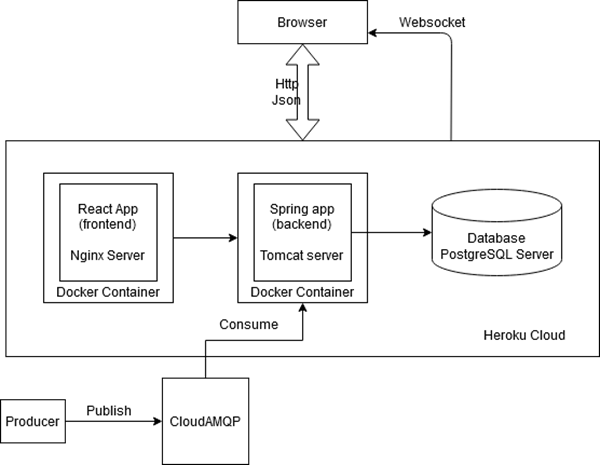 Browser
Websocket
Http
Json
React App
(frontend)
Nginx Server
Docker Container
Spring app
(backend)
Tomcat server
Docker Container
Database
PostgreSQL Server
Consume
Heroku Cloud
Producer
Publish
CloudAMQP